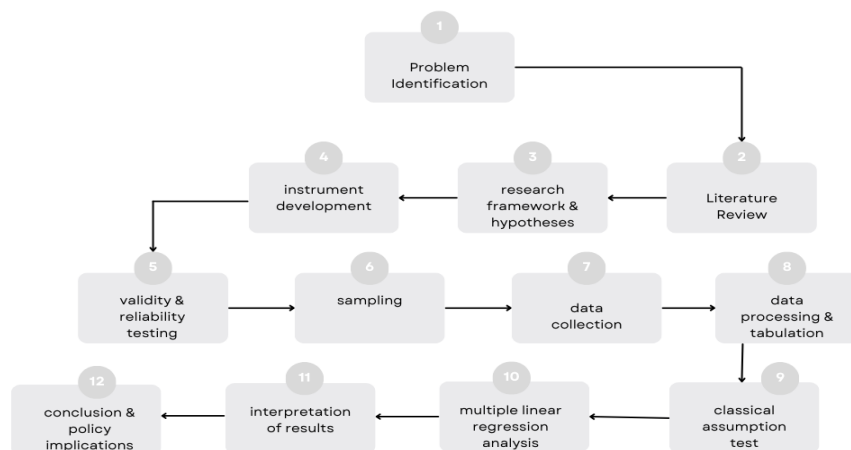 1
Problem
Identification
2
Literature
Review
3
research
framework &
hypotheses
4
instrument
development
5
validity &
reliability
testing
6
sampling
7
data
collection
8
data
processing &
tabulation
9
classical
assumption
test
10
multiple linear
regression
analysis
11
interpretation
of results
12
conclusion &
policy
implications